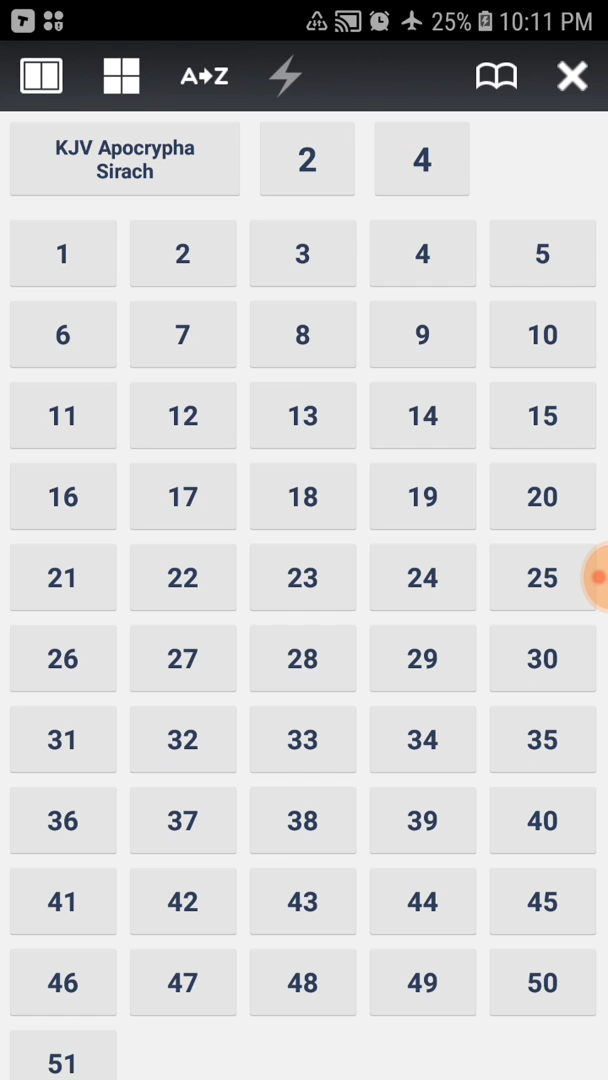 25% 10:11 PM
A→Z
KJV Apocrypha
Sirach
2 4
1 2 3 4 5
6 7 8 9 10
11 12 13 14 15
16 17 18 19 20
21 22 23 24 25
26 27 28 29 30
31 32 33 34 35
36 37 38 39 40
41 42 43 44 45
46 47 48 49 50
51